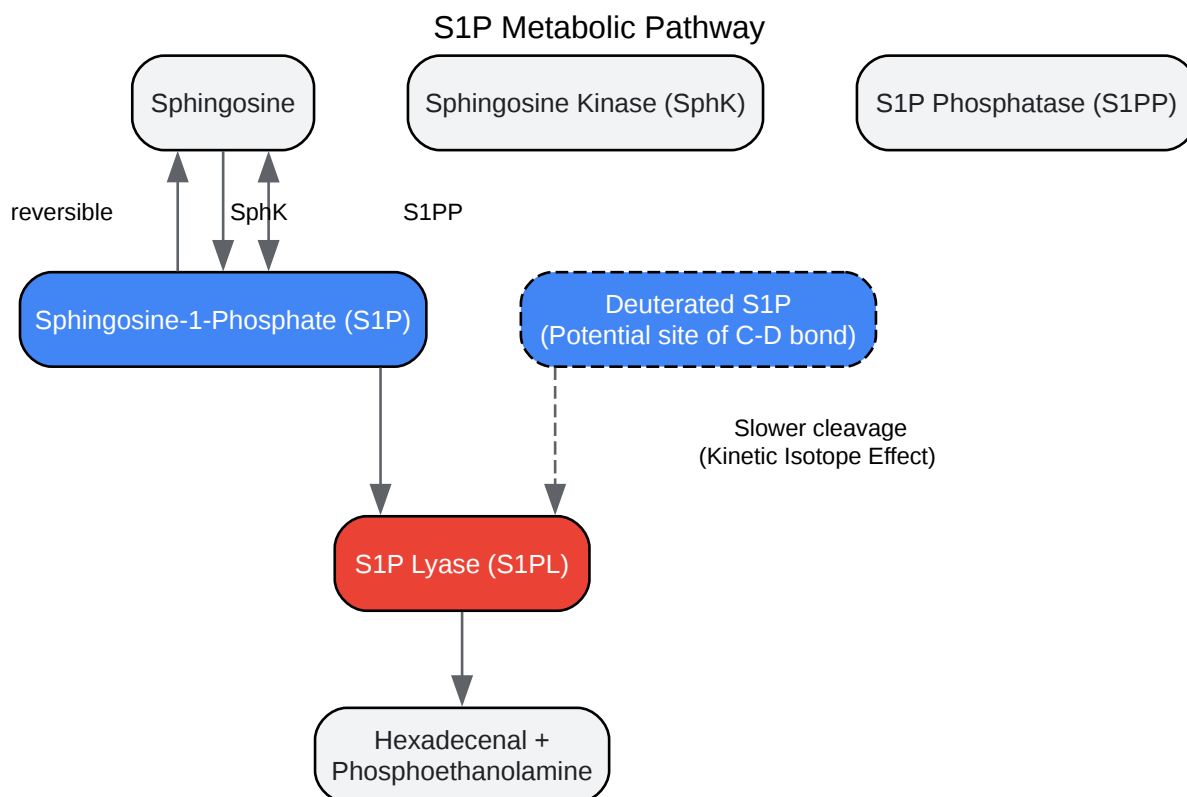 S1P Metabolic Pathway
Sphingosine
Sphingosine Kinase (SphK)
S1P Phosphatase (S1PP)
reversible
SphK
S1PP
Sphingosine-1-Phosphate (S1P)
Deuterated S1P
(Potential site of C-D bond)
Slower cleavage
(Kinetic Isotope Effect)
S1P Lyase (S1PL)
Hexadecenal +
Phosphoethanolamine